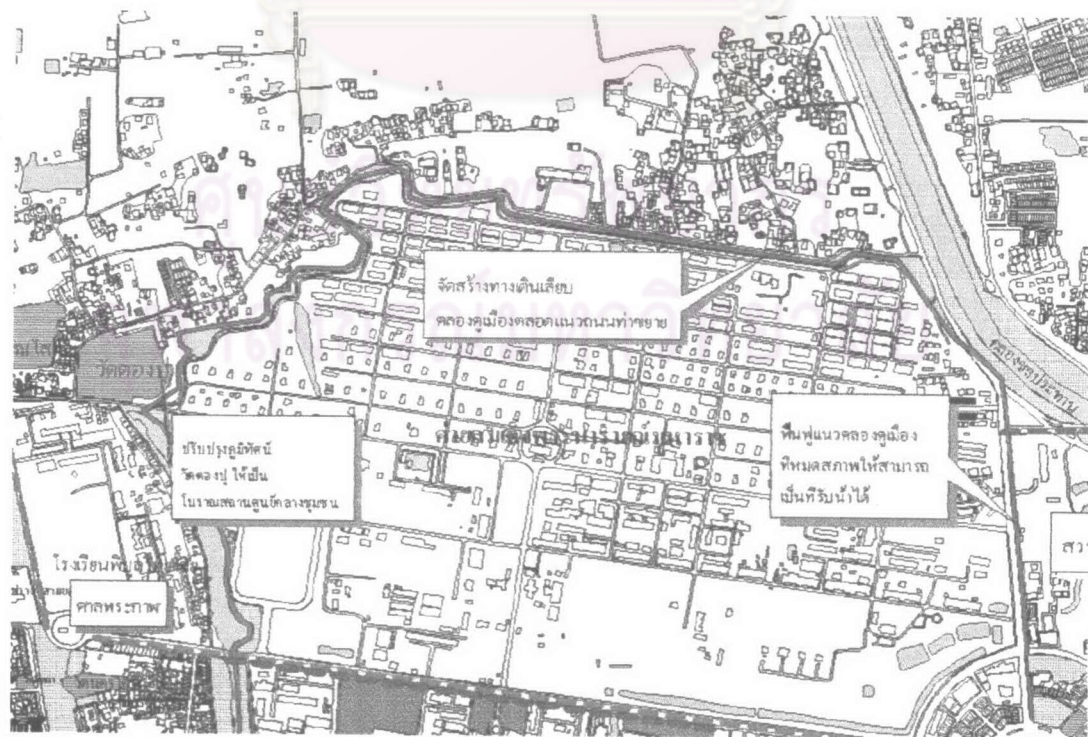 จัดสร้างทางเดินเลียบ
คลองคูเมืองตลอดแนวถนนท่าขยาย
คลองชลประทาน
วัดตองปุ
ปรับปรุงภูมิทัศน์
วัดตองปุ ให้เป็น
โบราณสถานศูนย์กลางชุมชน
ฟื้นฟูแนวคลองคูเมือง
ที่หมดสภาพให้สามารถ
เป็นที่รับน้ำได้
โรงเรียน
ศาลพระกาฬ